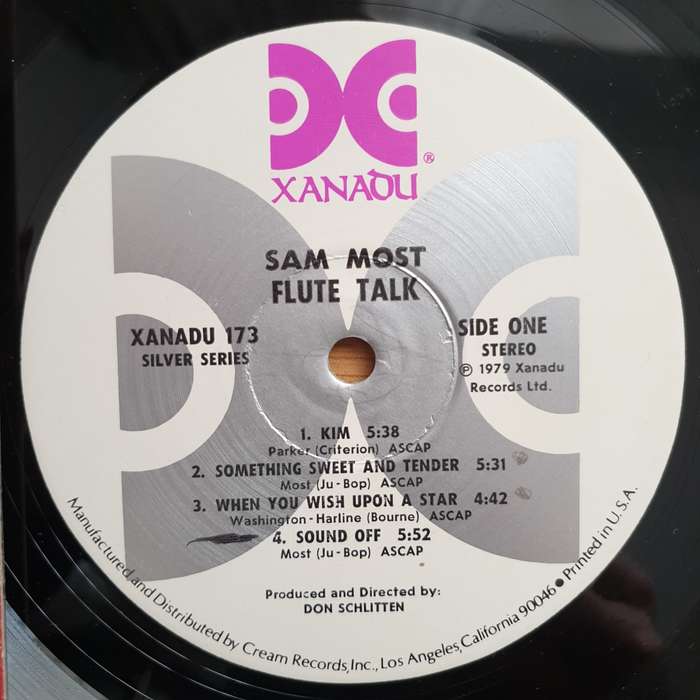 ®
XANADU
SAM MOST
FLUTE TALK
XANADU 173
SILVER SERIES
SIDE ONE
STEREO
℗ 1979 Xanadu
Records Ltd.
1. KIM 5:38
Parker (Criterion) ASCAP
2. SOMETHING SWEET AND TENDER 5:31
Most (Ju-Bop) ASCAP
3. WHEN YOU WISH UPON A STAR 4:42
Washington-Harline (Bourne) ASCAP
4. SOUND OFF 5:52
Most (Ju-Bop) ASCAP
Produced and Directed by:
DON SCHLITTEN
Manufactured and Distributed by Cream Records, Inc., Los Angeles, California 90046 • Printed in U.S.A.